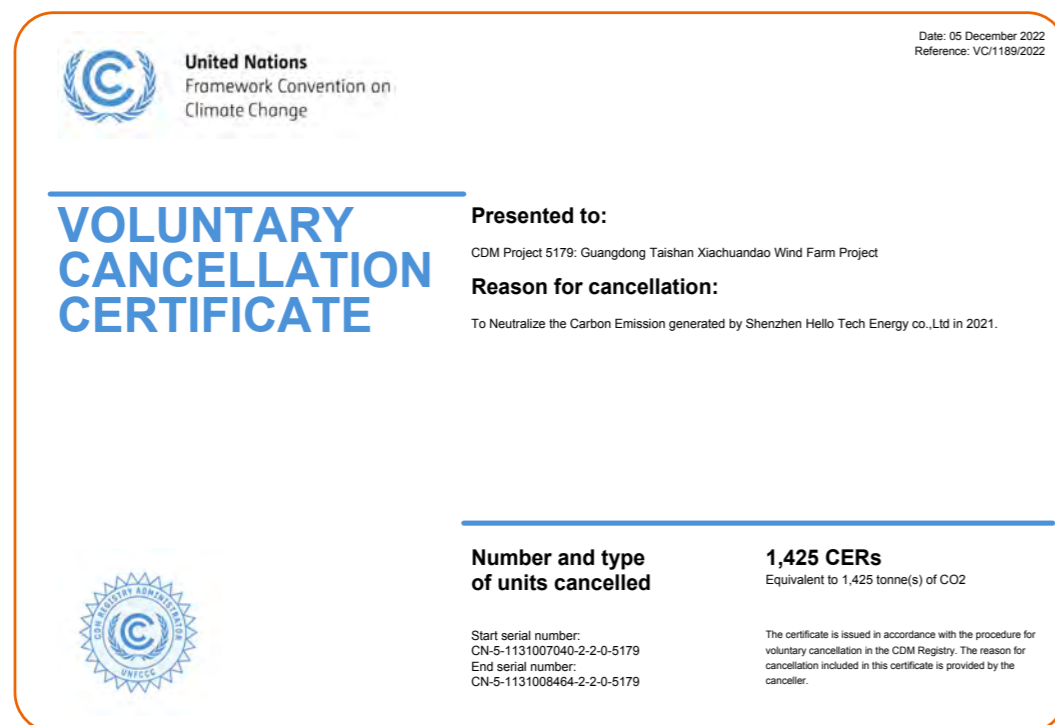 Date: 05 December 2022
Reference: VC/1189/2022
United Nations
Framework Convention on
Climate Change
VOLUNTARY
CANCELLATION
CERTIFICATE
Presented to:
CDM Project 5179: Guangdong Taishan Xiachuandao Wind Farm Project
Reason for cancellation:
To Neutralize the Carbon Emission generated by Shenzhen Hello Tech Energy co.,Ltd in 2021.
Number and type
of units cancelled
1,425 CERs
Equivalent to 1,425 tonne(s) of CO2
Start serial number:
CN-5-1131007040-2-2-0-5179
End serial number:
CN-5-1131008464-2-2-0-5179
The certificate is issued in accordance with the procedure for
voluntary cancellation in the CDM Registry. The reason for
cancellation included in this certificate is provided by the
canceller.
CDM REGISTRY ADMINISTRATOR
UNFCCC